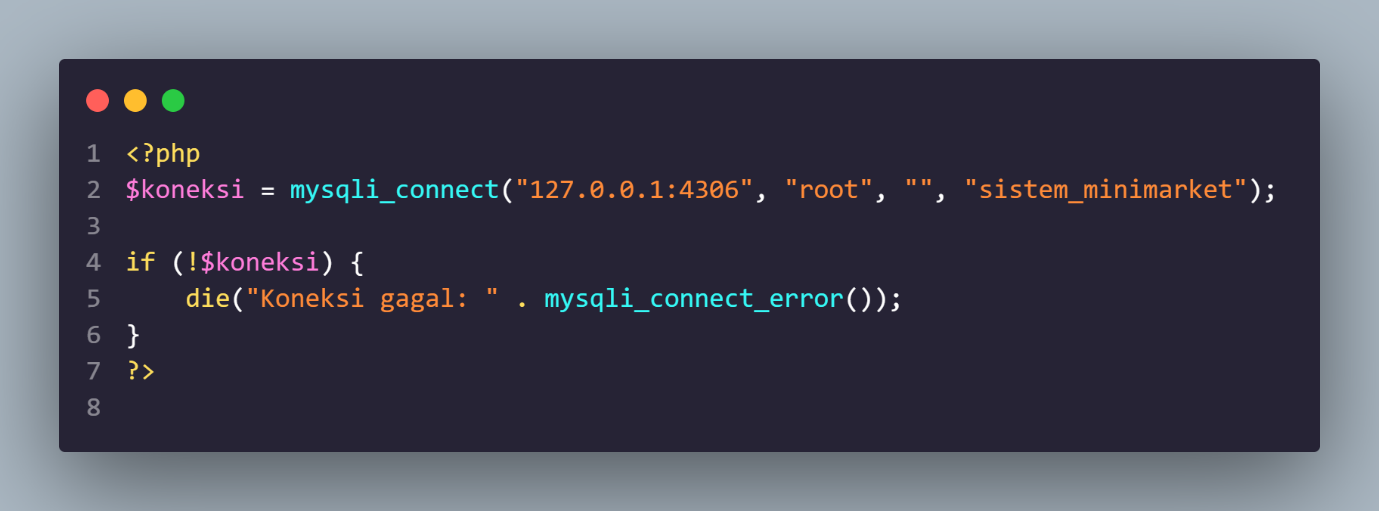 1 <?php
2 $koneksi = mysqli_connect("127.0.0.1:4306", "root", "", "sistem_minimarket");
3
4 if (!$koneksi) {
5     die("Koneksi gagal: " . mysqli_connect_error());
6 }
7 ?>
8